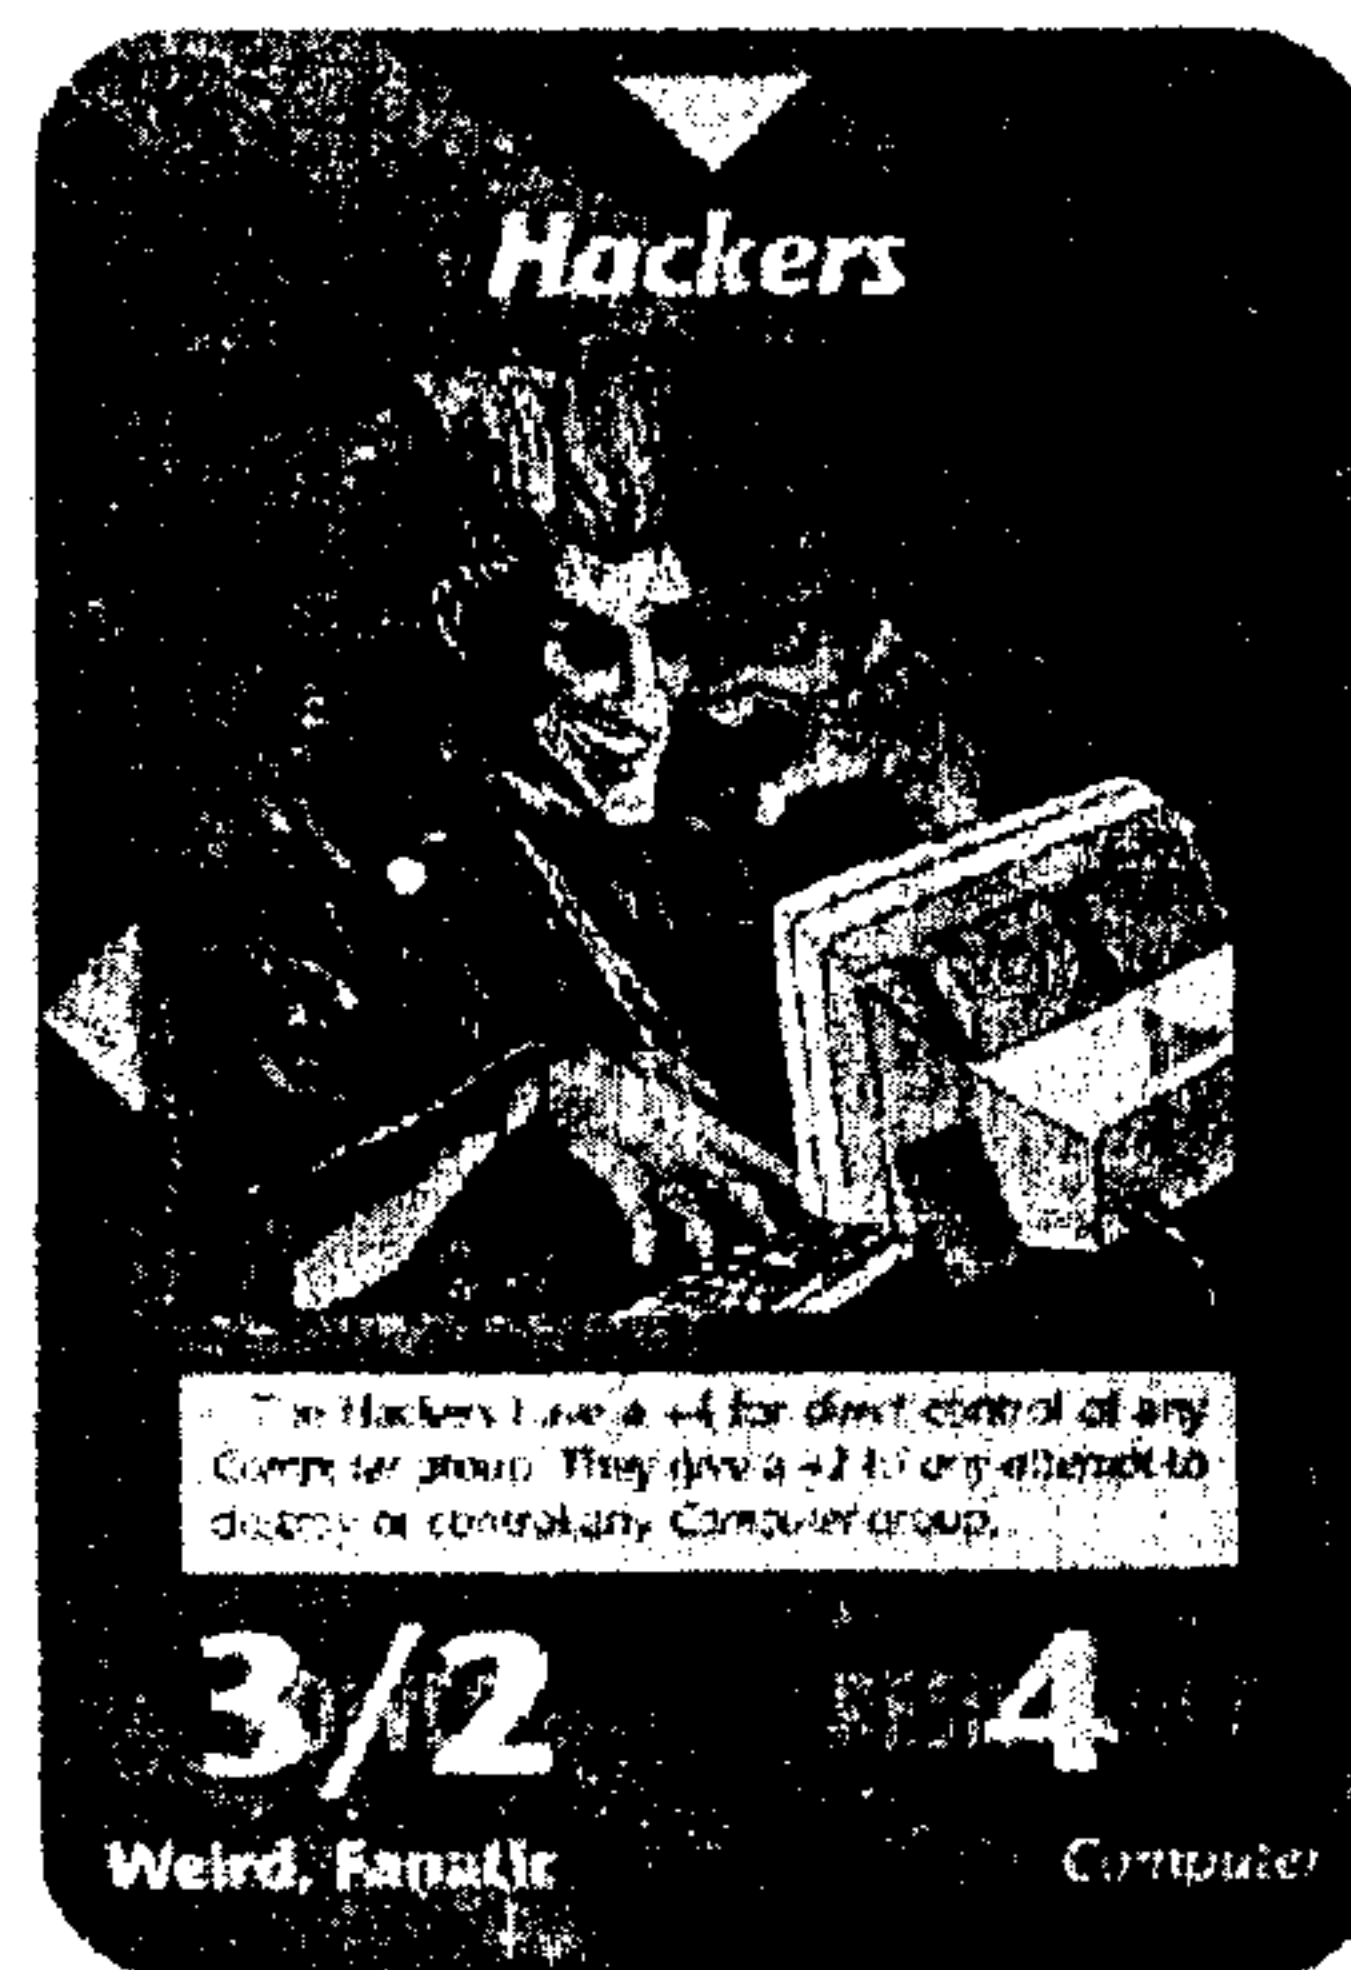 Hackers
The Hackers have a +4 for direct control of any
Computer group. They give a +2 to any attempt to
destroy or control any Computer group.
3/2
4
Weird, Fanatic
Computer